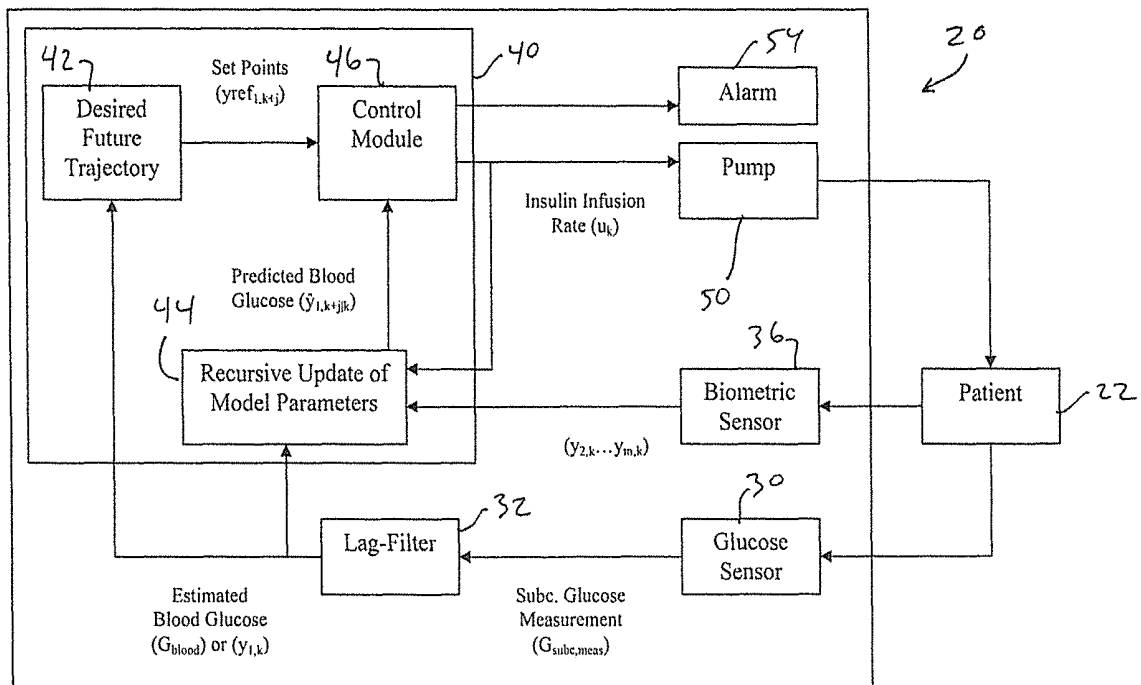 42
Set Points
(yref₁,ₖ₊ⱼ)
46
40
54
20
Desired
Future
Trajectory
Control
Module
Alarm
Pump
Insulin Infusion
Rate (uₖ)
50
Predicted Blood
Glucose (ŷ₁,ₖ₊ⱼ|ₖ)
44
36
Recursive Update of
Model Parameters
Biometric
Sensor
Patient
22
(y₂,ₖ…yₘ,ₖ)
32
30
Lag-Filter
Glucose
Sensor
Estimated
Blood Glucose
(G_blood) or (y₁,ₖ)
Subc. Glucose
Measurement
(G_subc,meas)